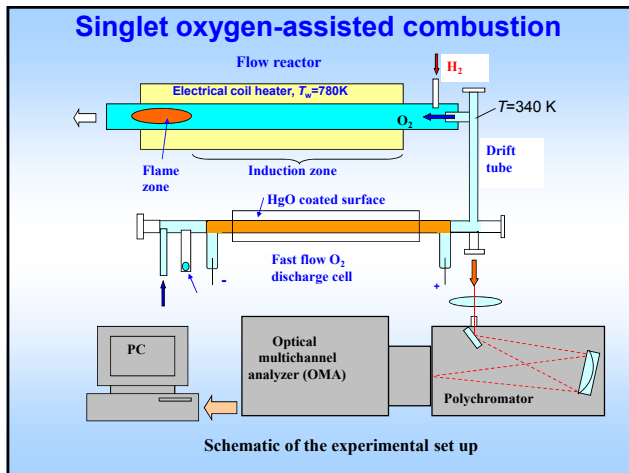 Singlet oxygen-assisted combustion
Flow reactor
H2
Electrical coil heater, Tw=780K
T=340 K
O2
Drift
tube
Flame
zone
Induction zone
HgO coated surface
Fast flow O2
discharge cell
-
+
PC
Optical
multichannel
analyzer (OMA)
Polychromator
Schematic of the experimental set up